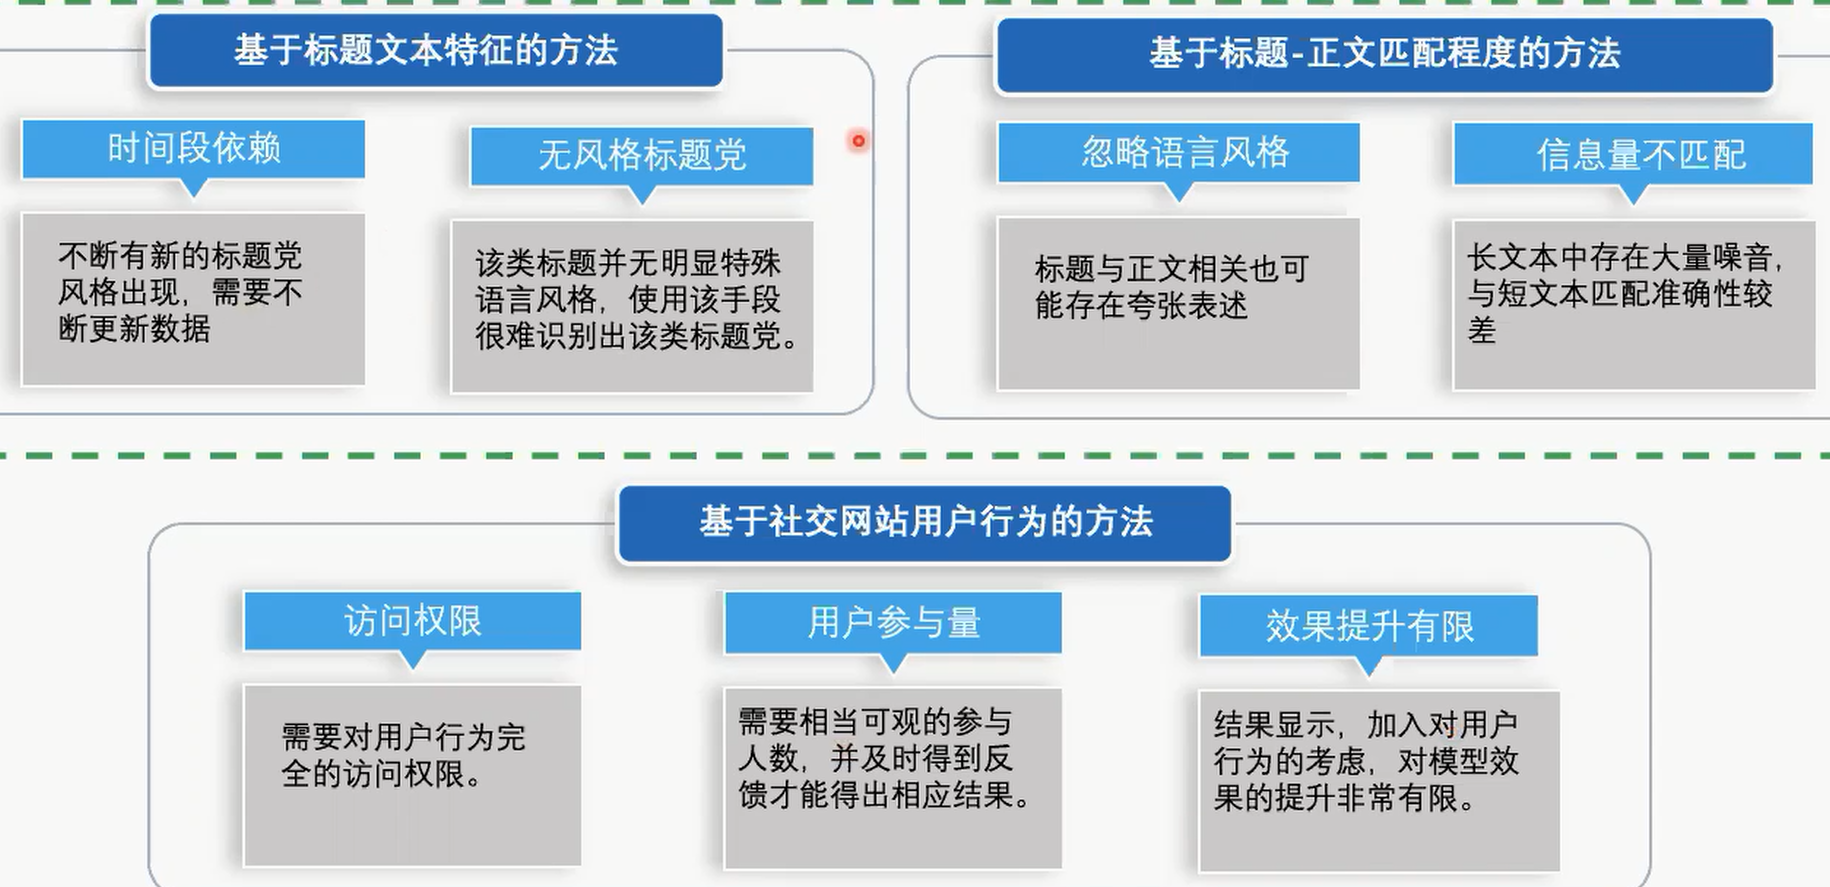 基于标题文本特征的方法
时间段依赖
不断有新的标题党
风格出现，需要不
断更新数据
无风格标题党
该类标题并无明显特殊
语言风格，使用该手段
很难识别出该类标题党。
基于标题-正文匹配程度的方法
忽略语言风格
标题与正文相关也可
能存在夸张表述
信息量不匹配
长文本中存在大量噪音，
与短文本匹配准确性较
差
基于社交网站用户行为的方法
访问权限
需要对用户行为完
全的访问权限。
用户参与量
需要相当可观的参与
人数，并及时得到反
馈才能得出相应结果。
效果提升有限
结果显示，加入对用户
行为的考虑，对模型效
果的提升非常有限。